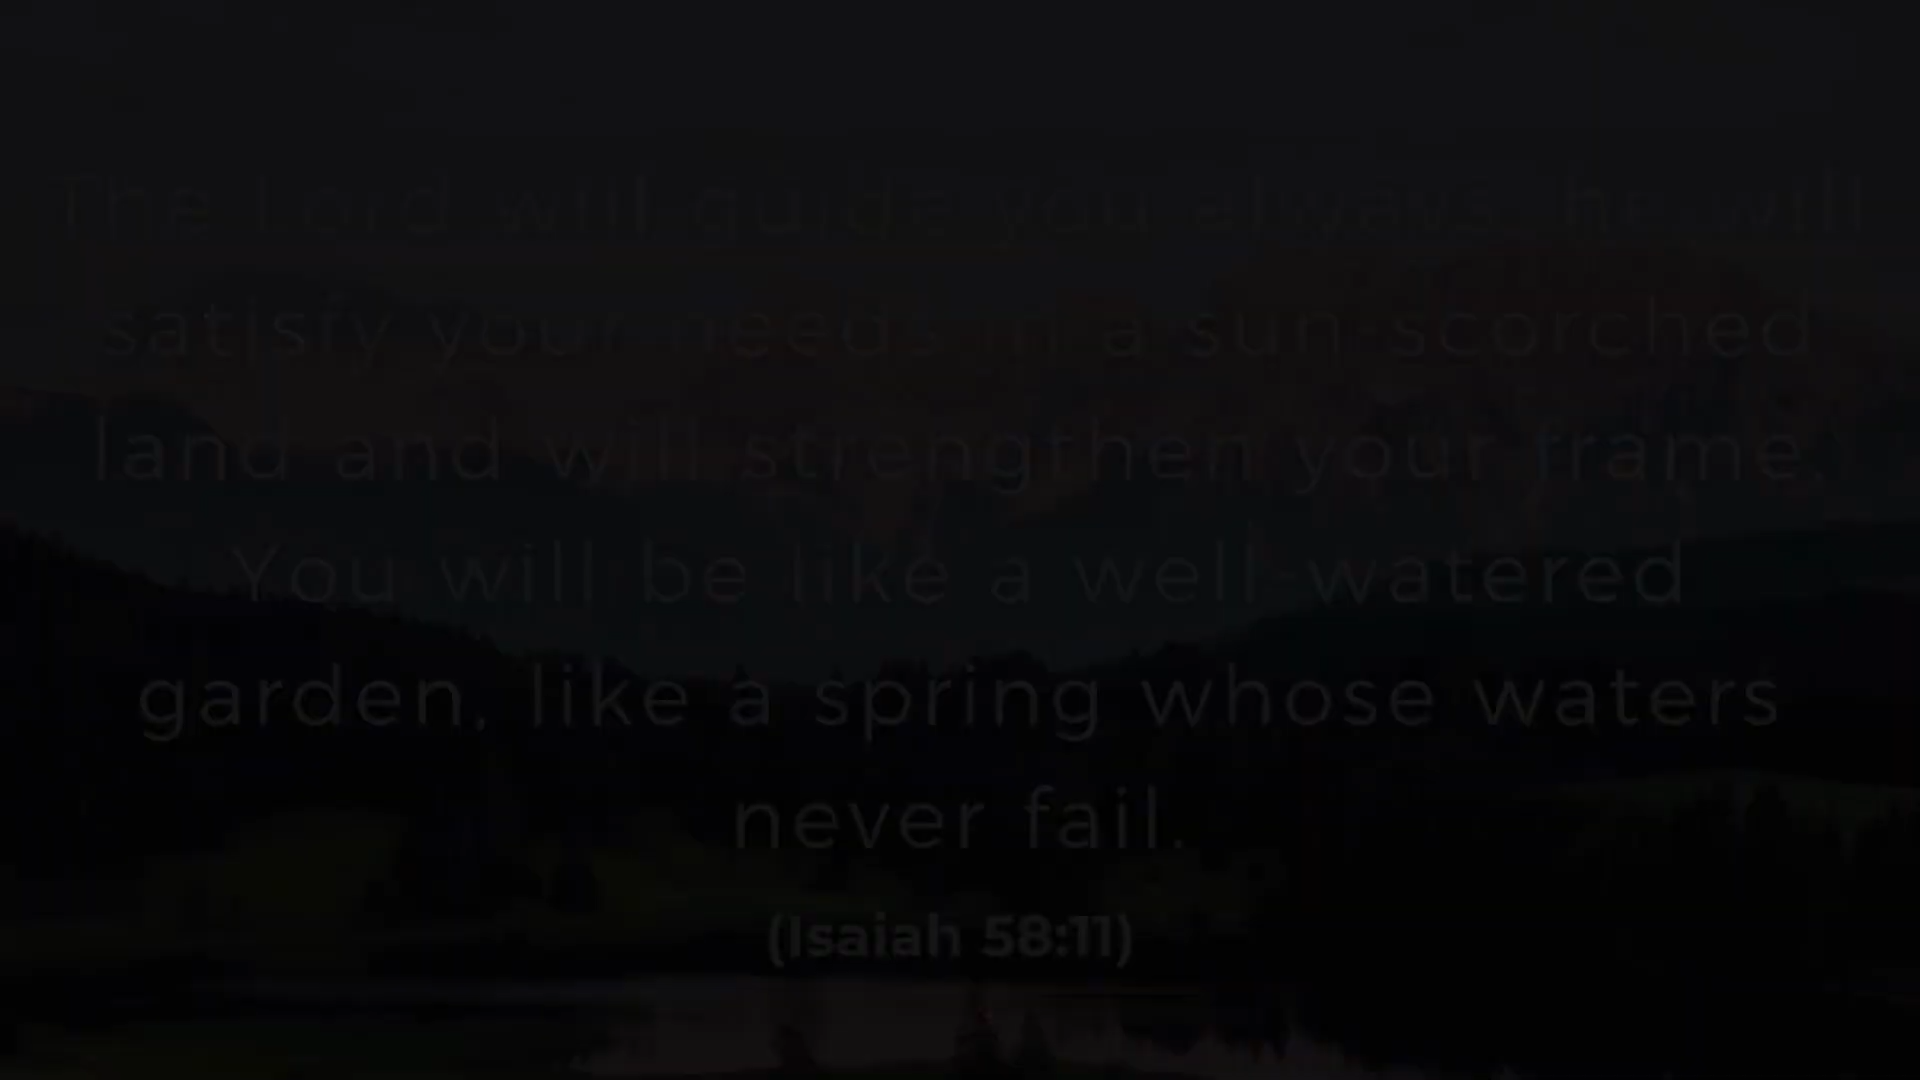 The Lord will guide you always; he will
satisfy your needs in a sun-scorched
land and will strengthen your frame.
You will be like a well-watered
garden, like a spring whose waters
never fail.
(Isaiah 58:11)